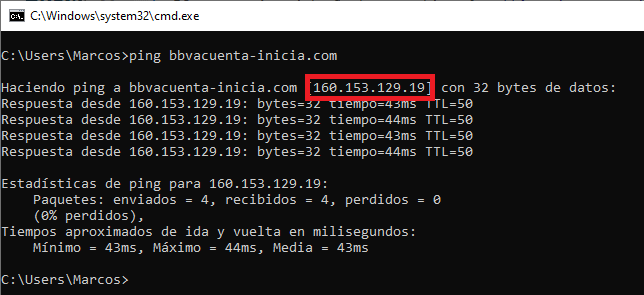 C:\Windows\system32\cmd.exe
C:\Users\Marcos>ping bbvacuenta-inicia.com
Haciendo ping a bbvacuenta-inicia.com [160.153.129.19] con 32 bytes de datos:
Respuesta desde 160.153.129.19: bytes=32 tiempo=43ms TTL=50
Respuesta desde 160.153.129.19: bytes=32 tiempo=44ms TTL=50
Respuesta desde 160.153.129.19: bytes=32 tiempo=43ms TTL=50
Respuesta desde 160.153.129.19: bytes=32 tiempo=44ms TTL=50
Estadísticas de ping para 160.153.129.19:
    Paquetes: enviados = 4, recibidos = 4, perdidos = 0
    (0% perdidos),
Tiempos aproximados de ida y vuelta en milisegundos:
    Mínimo = 43ms, Máximo = 44ms, Media = 43ms
C:\Users\Marcos>